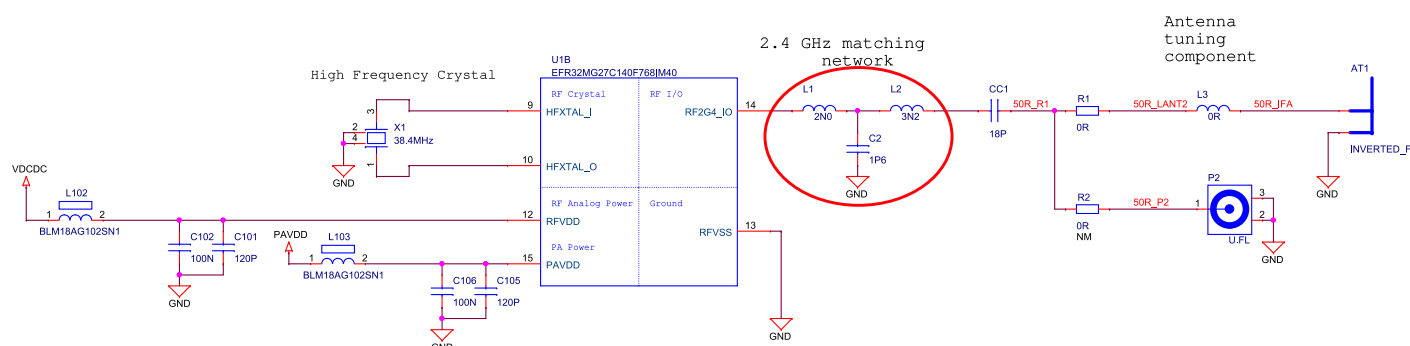 Antenna
tuning
component
2.4 GHz matching
network
High Frequency Crystal
U1B
EFR32MG27C140F768IM40
AT1
RF Crystal
RF I/O
L1
L2
CC1
50R_R1
R1
50R_LANT2
L3
50R_IFA
9
HFXTAL_I
RF2G4_IO
14
2N0
3N2
18P
0R
0R
3
2
4
1
X1
38.4MHz
C2
1P6
INVERTED_F
GND
10
HFXTAL_O
GND
GND
VDCDC
L102
1
2
BLM18AG102SN1
RF Analog Power
Ground
12
RFVDD
R2
50R_P2
0R
NM
P2
1
3
2
U.FL
GND
RFVSS
13
C102
100N
C101
120P
GND
PAVDD
L103
1
2
BLM18AG102SN1
PA Power
15
PAVDD
C106
100N
C105
120P
GND
GND